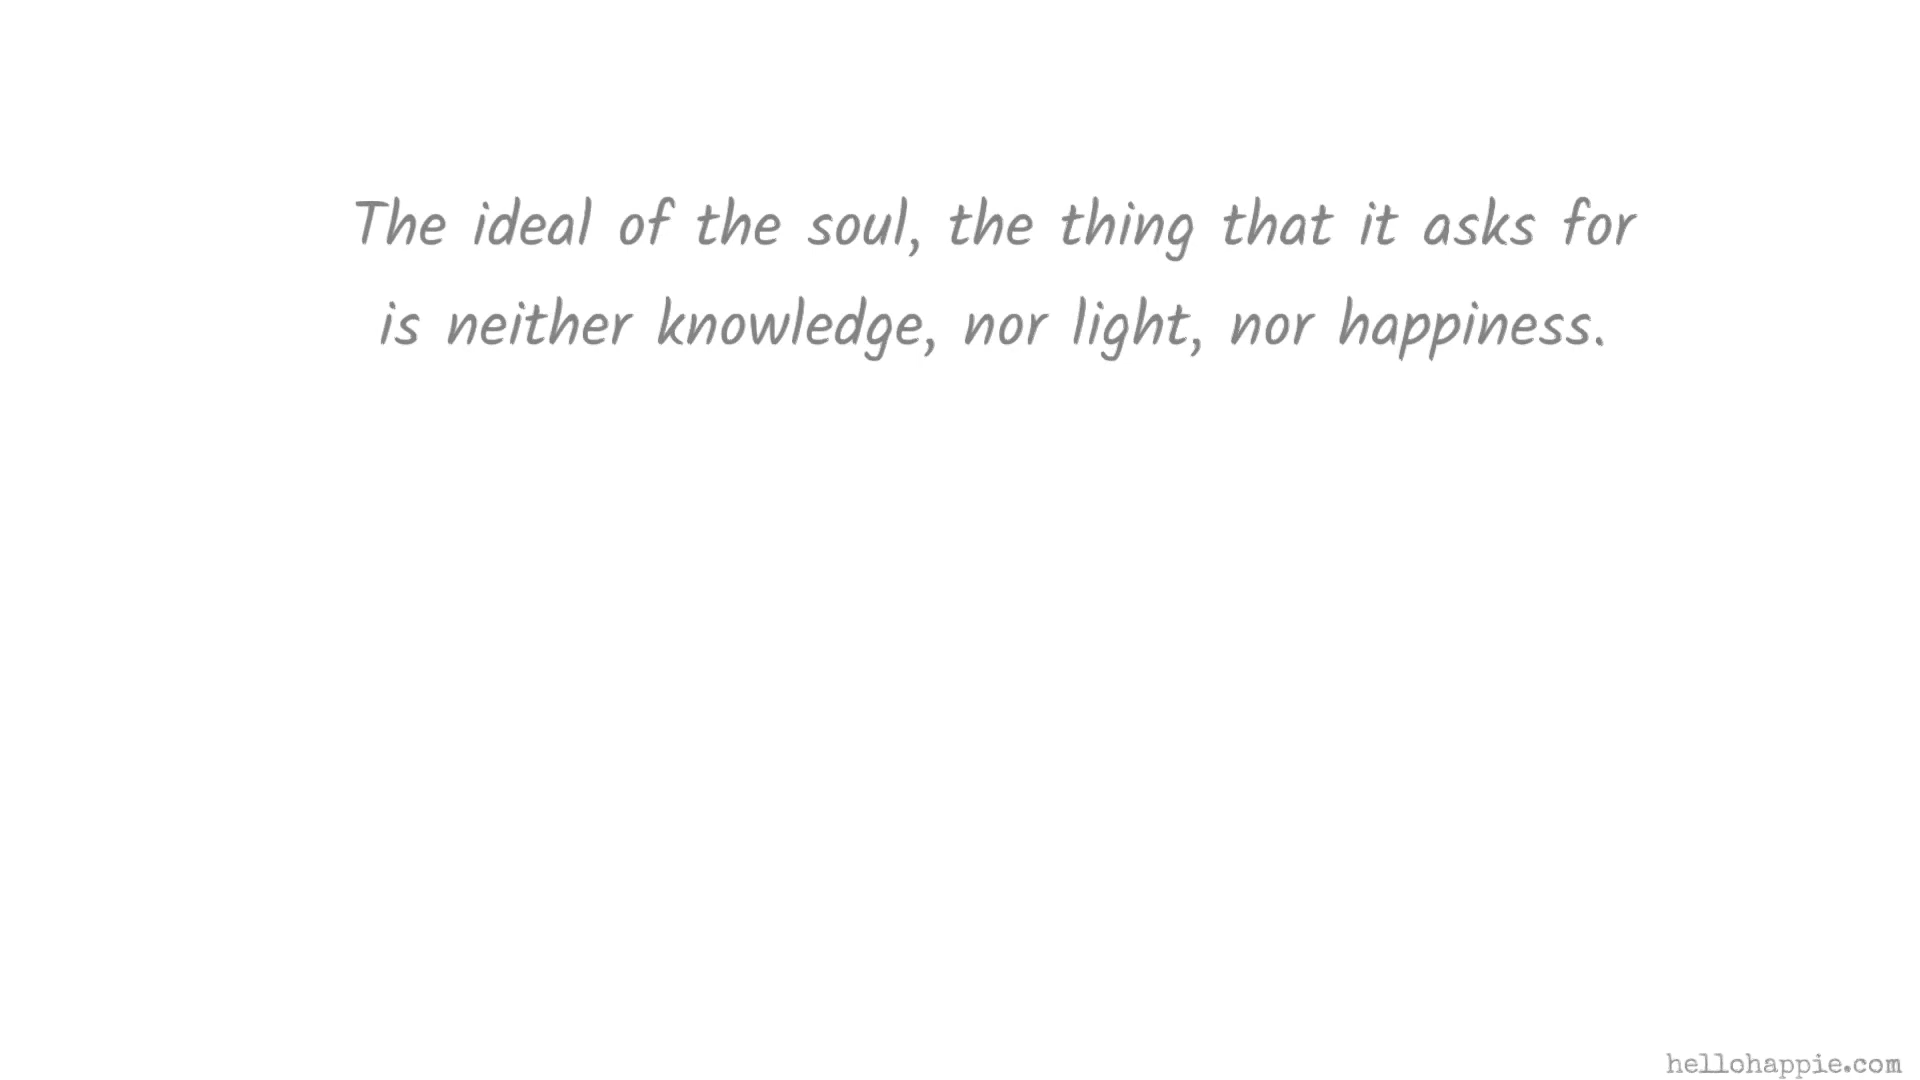 The ideal of the soul, the thing that it asks for
is neither knowledge, nor light, nor happiness.
hellohappie.com